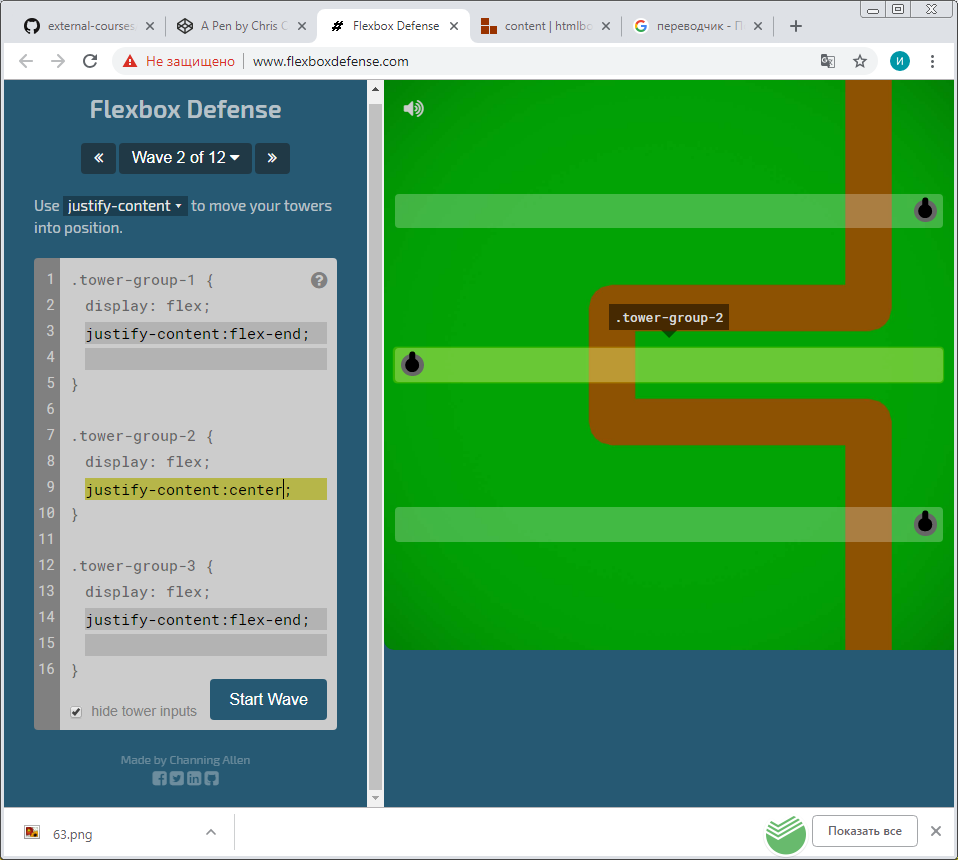 external-courses
A Pen by Chris C
Flexbox Defense
content | htmlbo
переводчик - П
Не защищено
www.flexboxdefense.com
И
Flexbox Defense
« Wave 2 of 12 »
Use justify-content to move your towers
into position.
1 .tower-group-1 { ?
2 display: flex;
3 justify-content:flex-end;
4
5 }
6
7 .tower-group-2 {
8 display: flex;
9 justify-content:center;
10 }
11
12 .tower-group-3 {
13 display: flex;
14 justify-content:flex-end;
15
16 }
hide tower inputs
Start Wave
Made by Channing Allen
.tower-group-2
63.png
Показать все